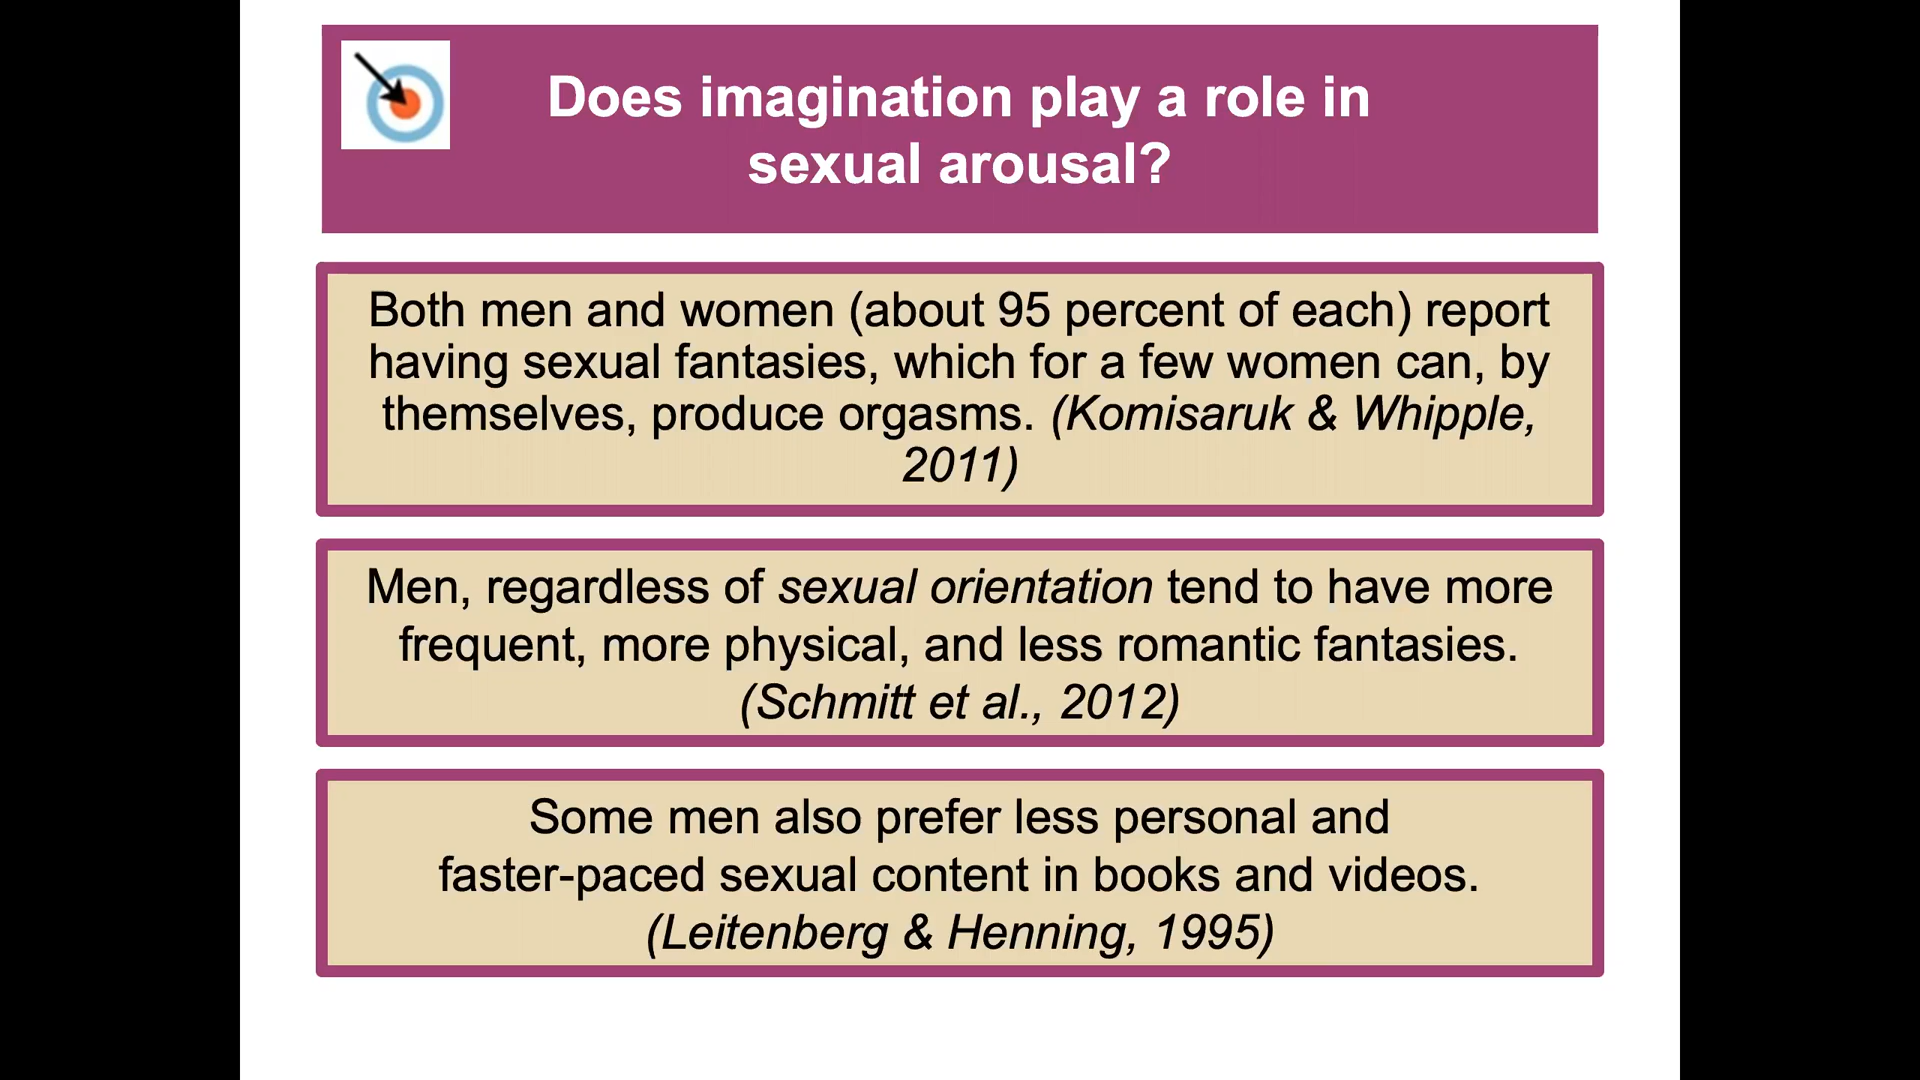 Does imagination play a role in
sexual arousal?
Both men and women (about 95 percent of each) report
having sexual fantasies, which for a few women can, by
themselves, produce orgasms. (Komisaruk & Whipple,
2011)
Men, regardless of sexual orientation tend to have more
frequent, more physical, and less romantic fantasies.
(Schmitt et al., 2012)
Some men also prefer less personal and
faster-paced sexual content in books and videos.
(Leitenberg & Henning, 1995)